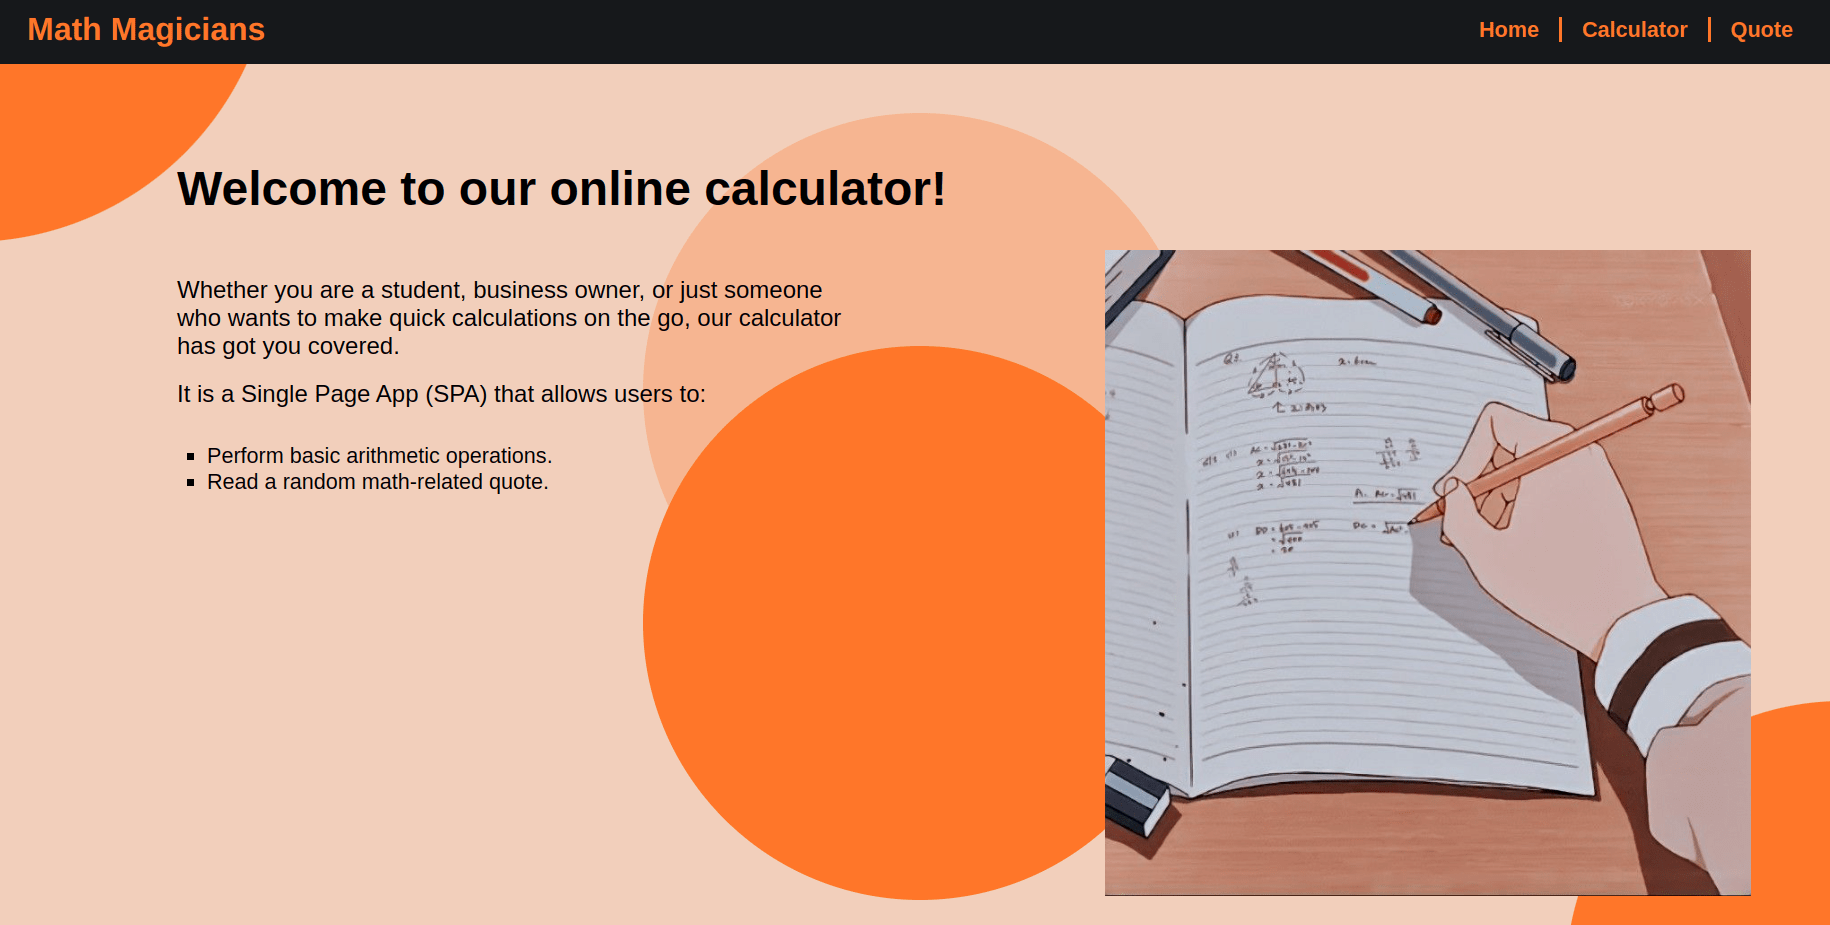 Math Magicians
Home
Calculator
Quote
Welcome to our online calculator!
Whether you are a student, business owner, or just someone
who wants to make quick calculations on the go, our calculator
has got you covered.
It is a Single Page App (SPA) that allows users to:
Perform basic arithmetic operations.
Read a random math-related quote.